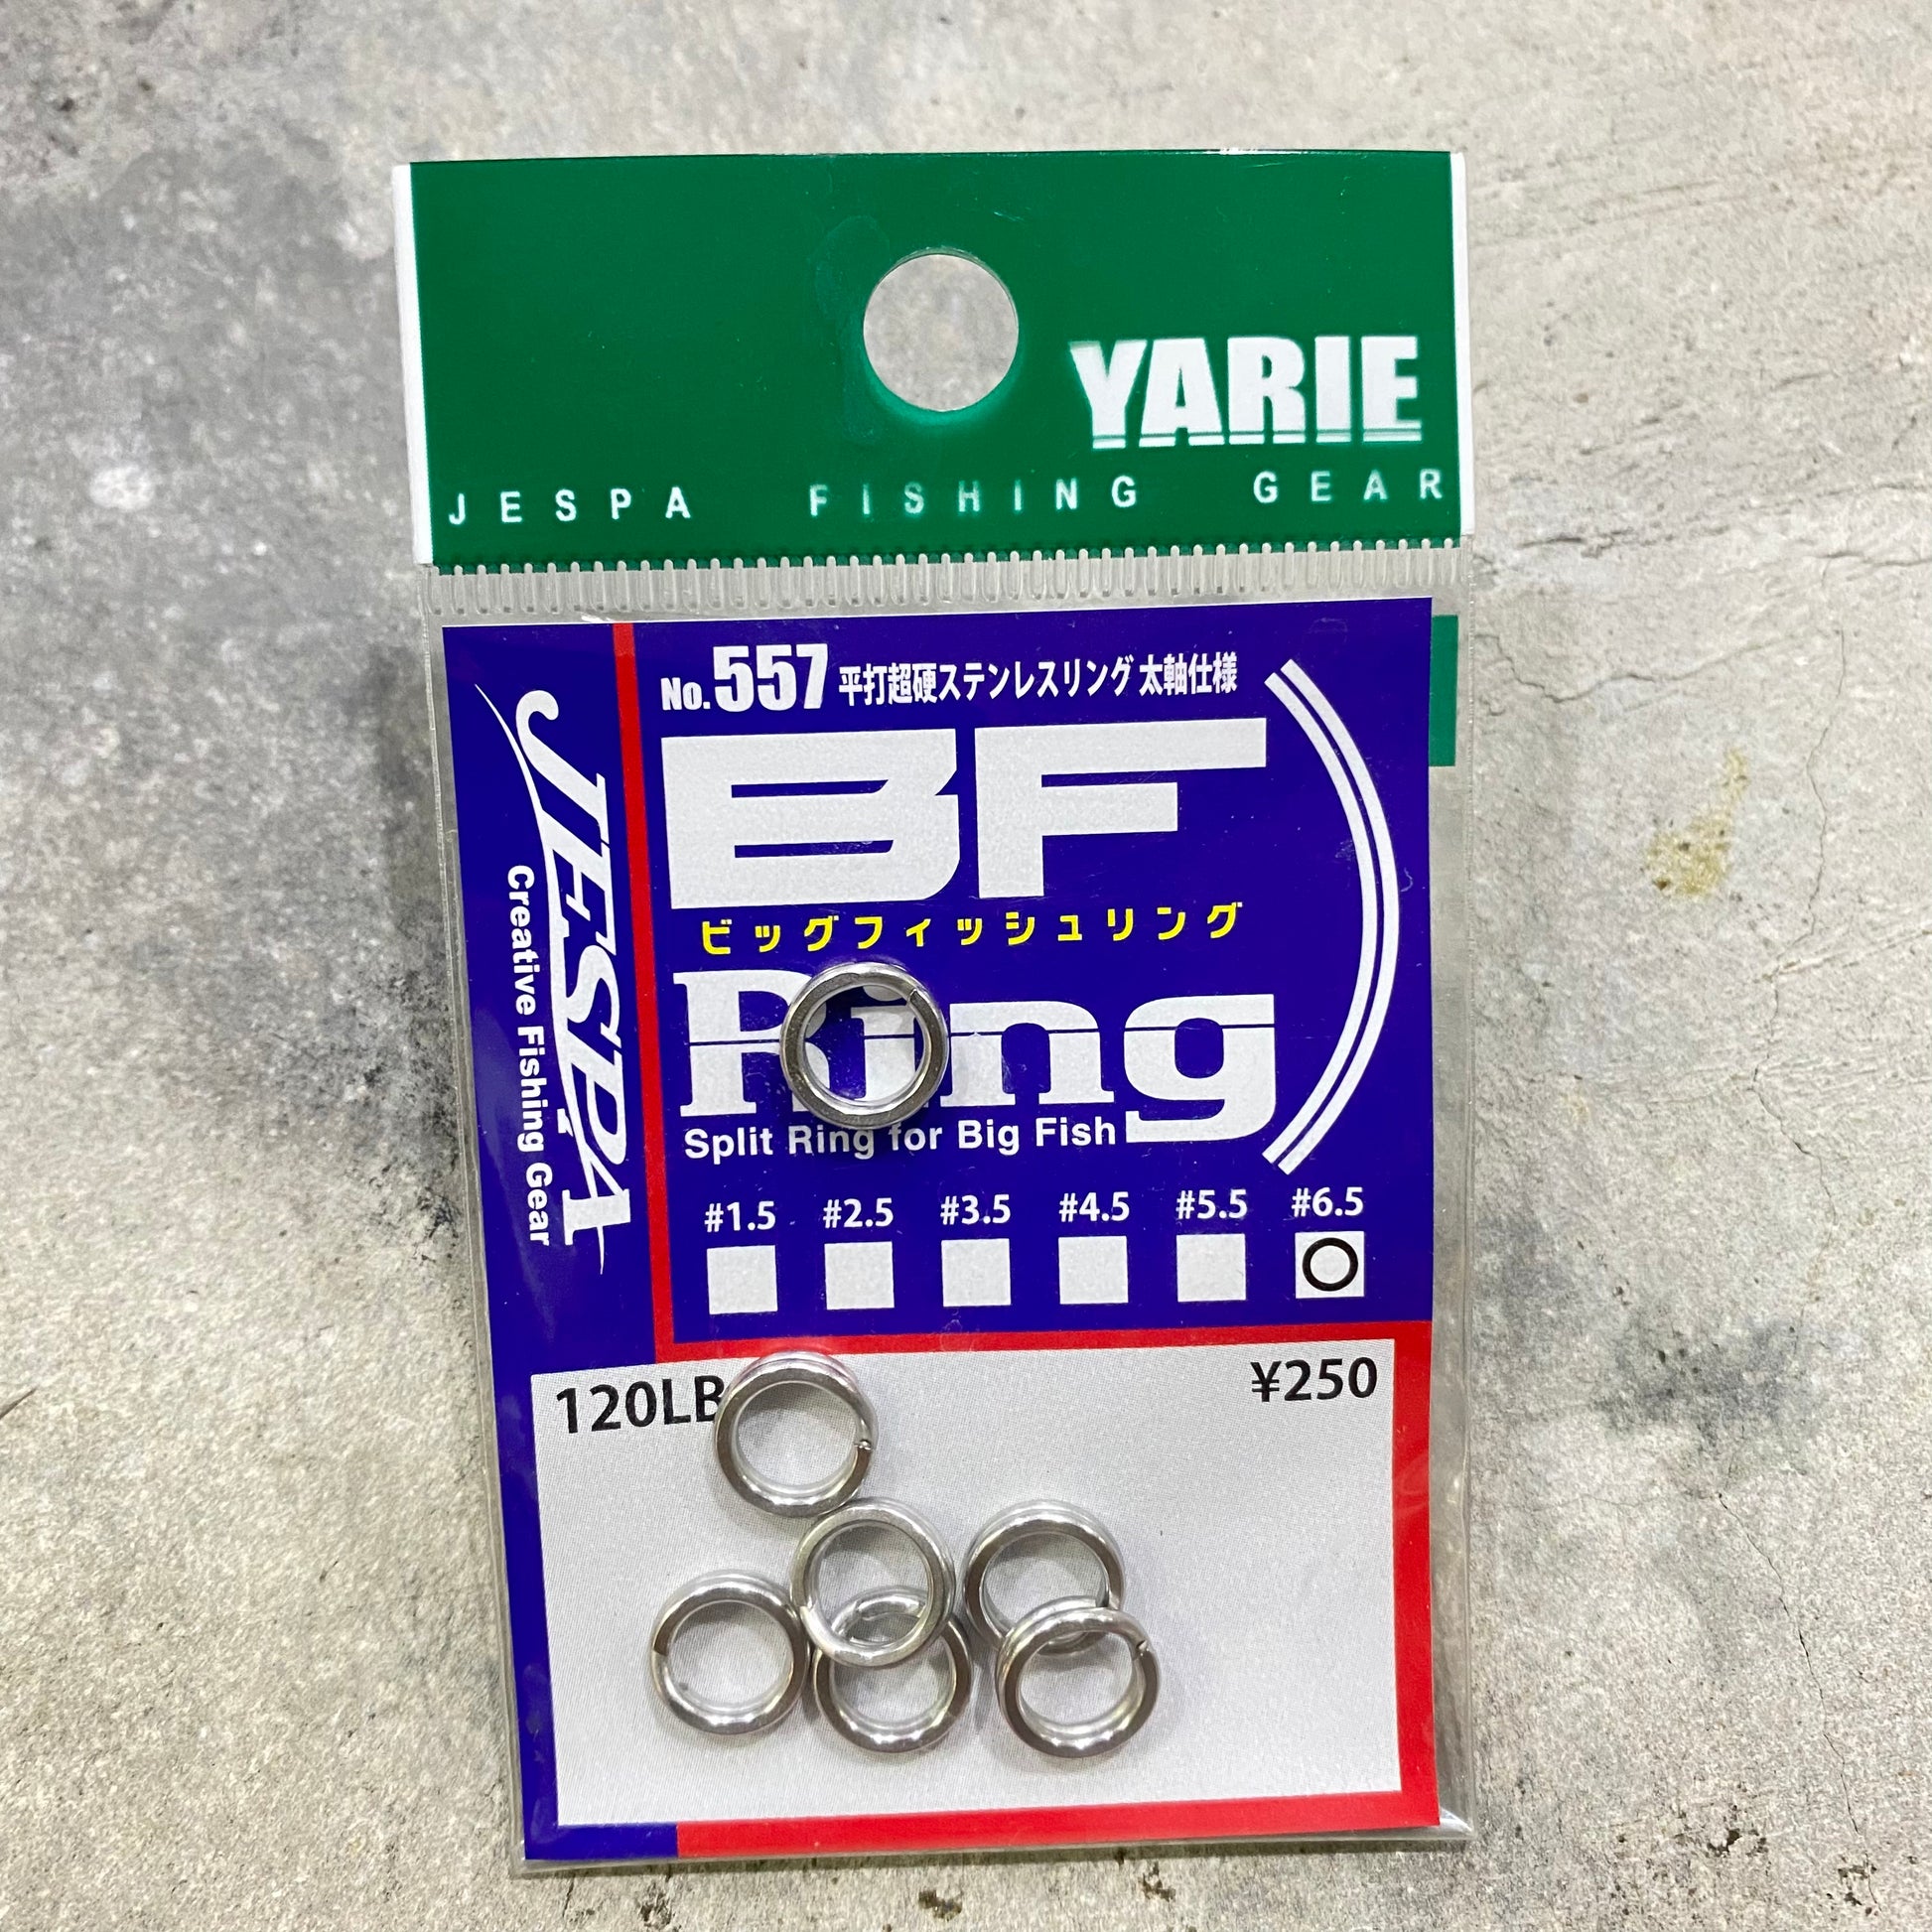 YARIE
JESPA FISHING GEAR
No.557 平打超硬ステンレスリング 太軸仕様
BF
ビッグフィッシュリング
Ring
Split Ring for Big Fish
JESPA
Creative Fishing Gear
#1.5 #2.5 #3.5 #4.5 #5.5 #6.5
120LB ¥250